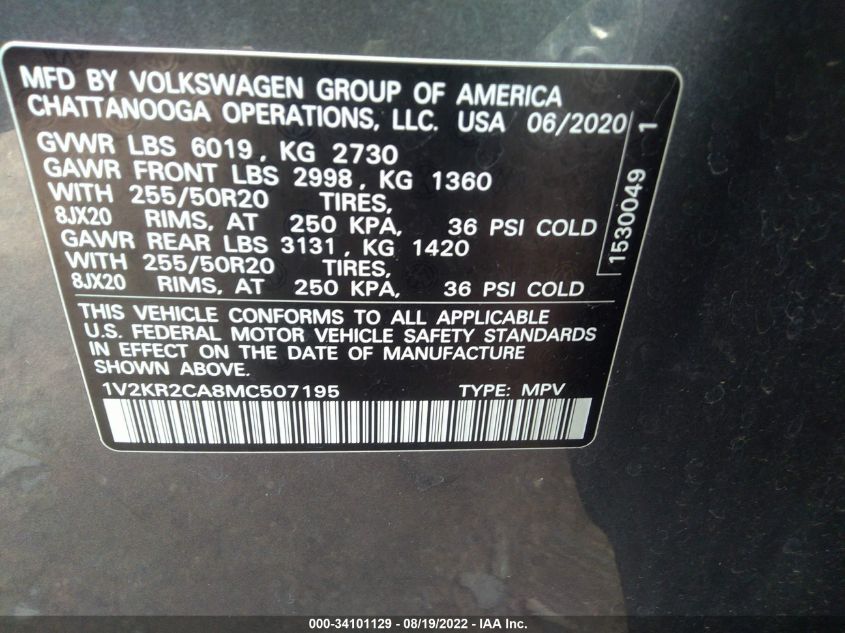 MFD BY VOLKSWAGEN GROUP OF AMERICA
CHATTANOOGA OPERATIONS, LLC. USA 06/2020
GVWR LBS 6019, KG 2730
GAWR FRONT LBS 2998, KG 1360
WITH 255/50R20 TIRES,
8JX20 RIMS, AT 250 KPA, 36 PSI COLD
GAWR REAR LBS 3131, KG 1420
WITH 255/50R20 TIRES,
8JX20 RIMS, AT 250 KPA, 36 PSI COLD
1530049 1
THIS VEHICLE CONFORMS TO ALL APPLICABLE
U.S. FEDERAL MOTOR VEHICLE SAFETY STANDARDS
IN EFFECT ON THE DATE OF MANUFACTURE
SHOWN ABOVE.
1V2KR2CA8MC507195 TYPE: MPV
000-34101129 - 08/19/2022 - IAA Inc.